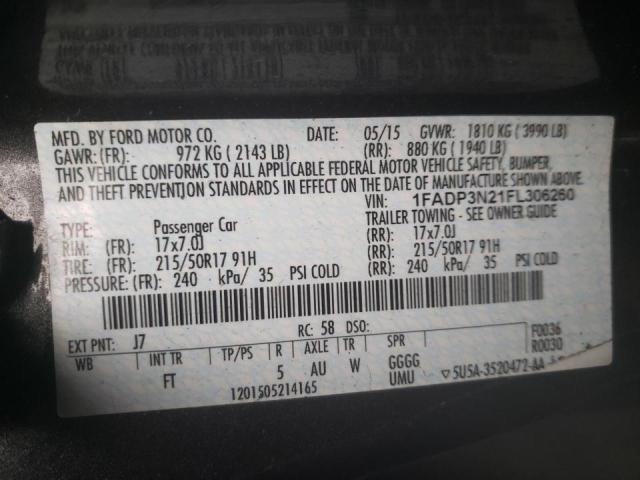 MFD. BY FORD MOTOR CO. DATE: 05/15 GVWR: 1810 KG ( 3990 LB)
GAWR: (FR): 972 KG ( 2143 LB) (RR): 880 KG ( 1940 LB)
THIS VEHICLE CONFORMS TO ALL APPLICABLE FEDERAL MOTOR VEHICLE SAFETY, BUMPER,
AND THEFT PREVENTION STANDARDS IN EFFECT ON THE DATE OF MANUFACTURE SHOWN ABOVE.
VIN: 1FADP3N21FL306260
TYPE: Passenger Car TRAILER TOWING - SEE OWNER GUIDE
RIM: (FR): 17x7.0J (RR): 17x7.0J
TIRE: (FR): 215/50R17 91H (RR): 215/50R17 91H
PRESSURE: (FR): 240 kPa/ 35 PSI COLD (RR): 240 kPa/ 35 PSI COLD
EXT PNT: J7 RC: 58 DSO: F0036
WB INT TR TP/PS R AXLE TR SPR R0030
FT 5 AU W GGGG
UMU ▽5U5A-3520472-AA
1201505214165